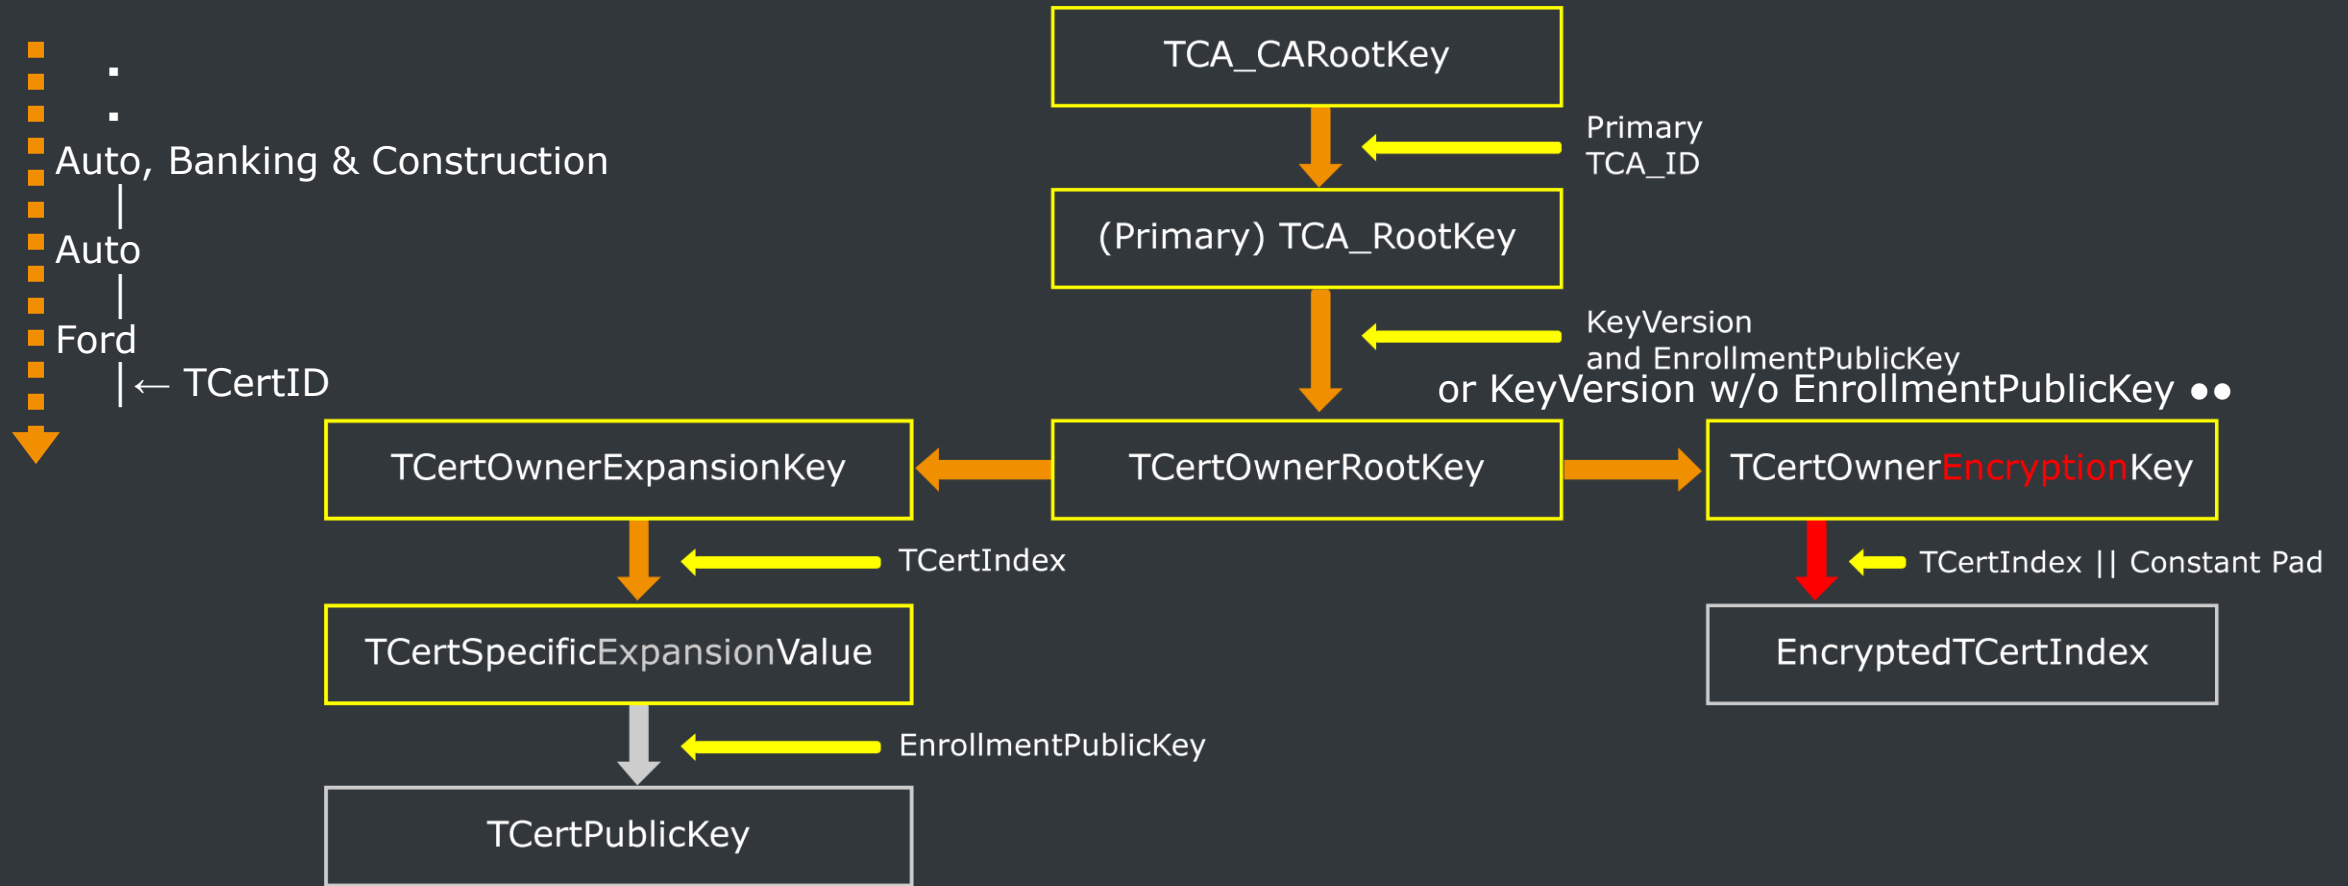 TCA_CARootKey
Primary
TCA_ID
(Primary) TCA_RootKey
KeyVersion
and EnrollmentPublicKey
or KeyVersion w/o EnrollmentPublicKey ●●
.
.
Auto, Banking & Construction
|
Auto
|
Ford
|← TCertID
TCertOwnerExpansionKey
TCertOwnerRootKey
TCertOwnerEncryptionKey
TCertIndex
TCertIndex || Constant Pad
TCertSpecificExpansionValue
EncryptedTCertIndex
EnrollmentPublicKey
TCertPublicKey